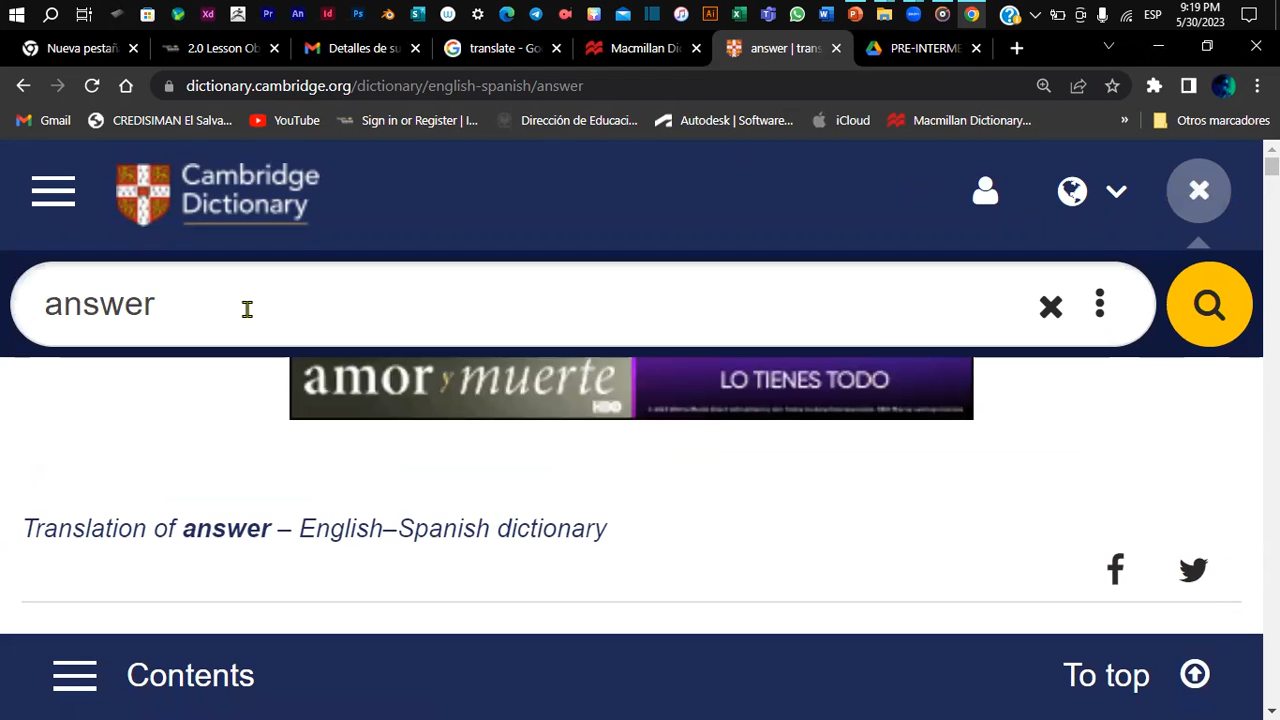 9:19 PM
ESP
5/30/2023
Nueva pestañ
2.0 Lesson Ob
Detalles de su
translate - Go
Macmillan Dic
answer | trans
PRE-INTERME
dictionary.cambridge.org/dictionary/english-spanish/answer
Gmail
CREDISIMAN El Salva...
YouTube
Sign in or Register | I...
Dirección de Educaci...
Autodesk | Software...
iCloud
Macmillan Dictionary...
»
Otros marcadores
Cambridge
Dictionary
answer
amor y muerte
HBO
LO TIENES TODO
Translation of answer – English–Spanish dictionary
Contents
To top